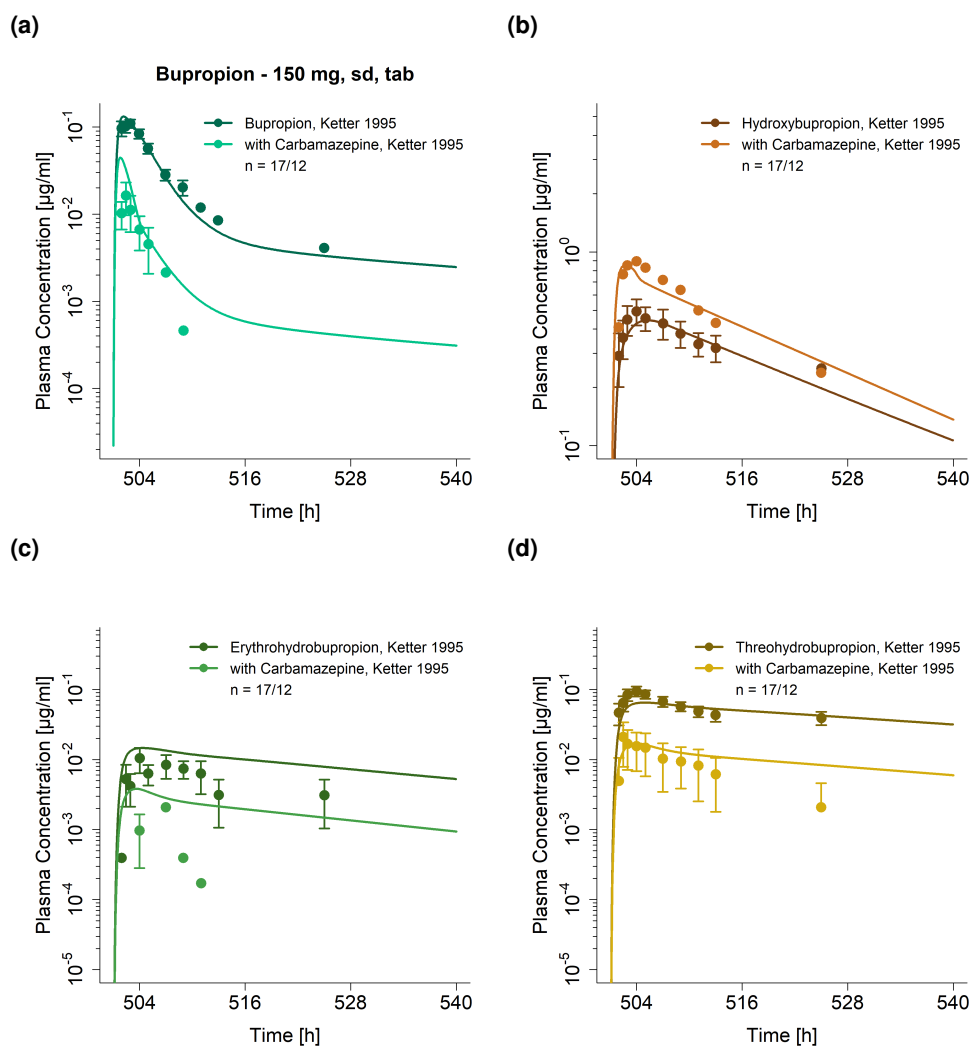 (a)
Bupropion - 150 mg, sd, tab
Bupropion, Ketter 1995
with Carbamazepine, Ketter 1995
n = 17/12
Plasma Concentration [µg/ml]
10⁻¹
10⁻²
10⁻³
10⁻⁴
504 516 528 540
Time [h]
(b)
Hydroxybupropion, Ketter 1995
with Carbamazepine, Ketter 1995
n = 17/12
Plasma Concentration [µg/ml]
10⁰
10⁻¹
504 516 528 540
Time [h]
(c)
Erythrohydrobupropion, Ketter 1995
with Carbamazepine, Ketter 1995
n = 17/12
Plasma Concentration [µg/ml]
10⁻¹
10⁻²
10⁻³
10⁻⁴
10⁻⁵
504 516 528 540
Time [h]
(d)
Threohydrobupropion, Ketter 1995
with Carbamazepine, Ketter 1995
n = 17/12
Plasma Concentration [µg/ml]
10⁻¹
10⁻²
10⁻³
10⁻⁴
10⁻⁵
504 516 528 540
Time [h]